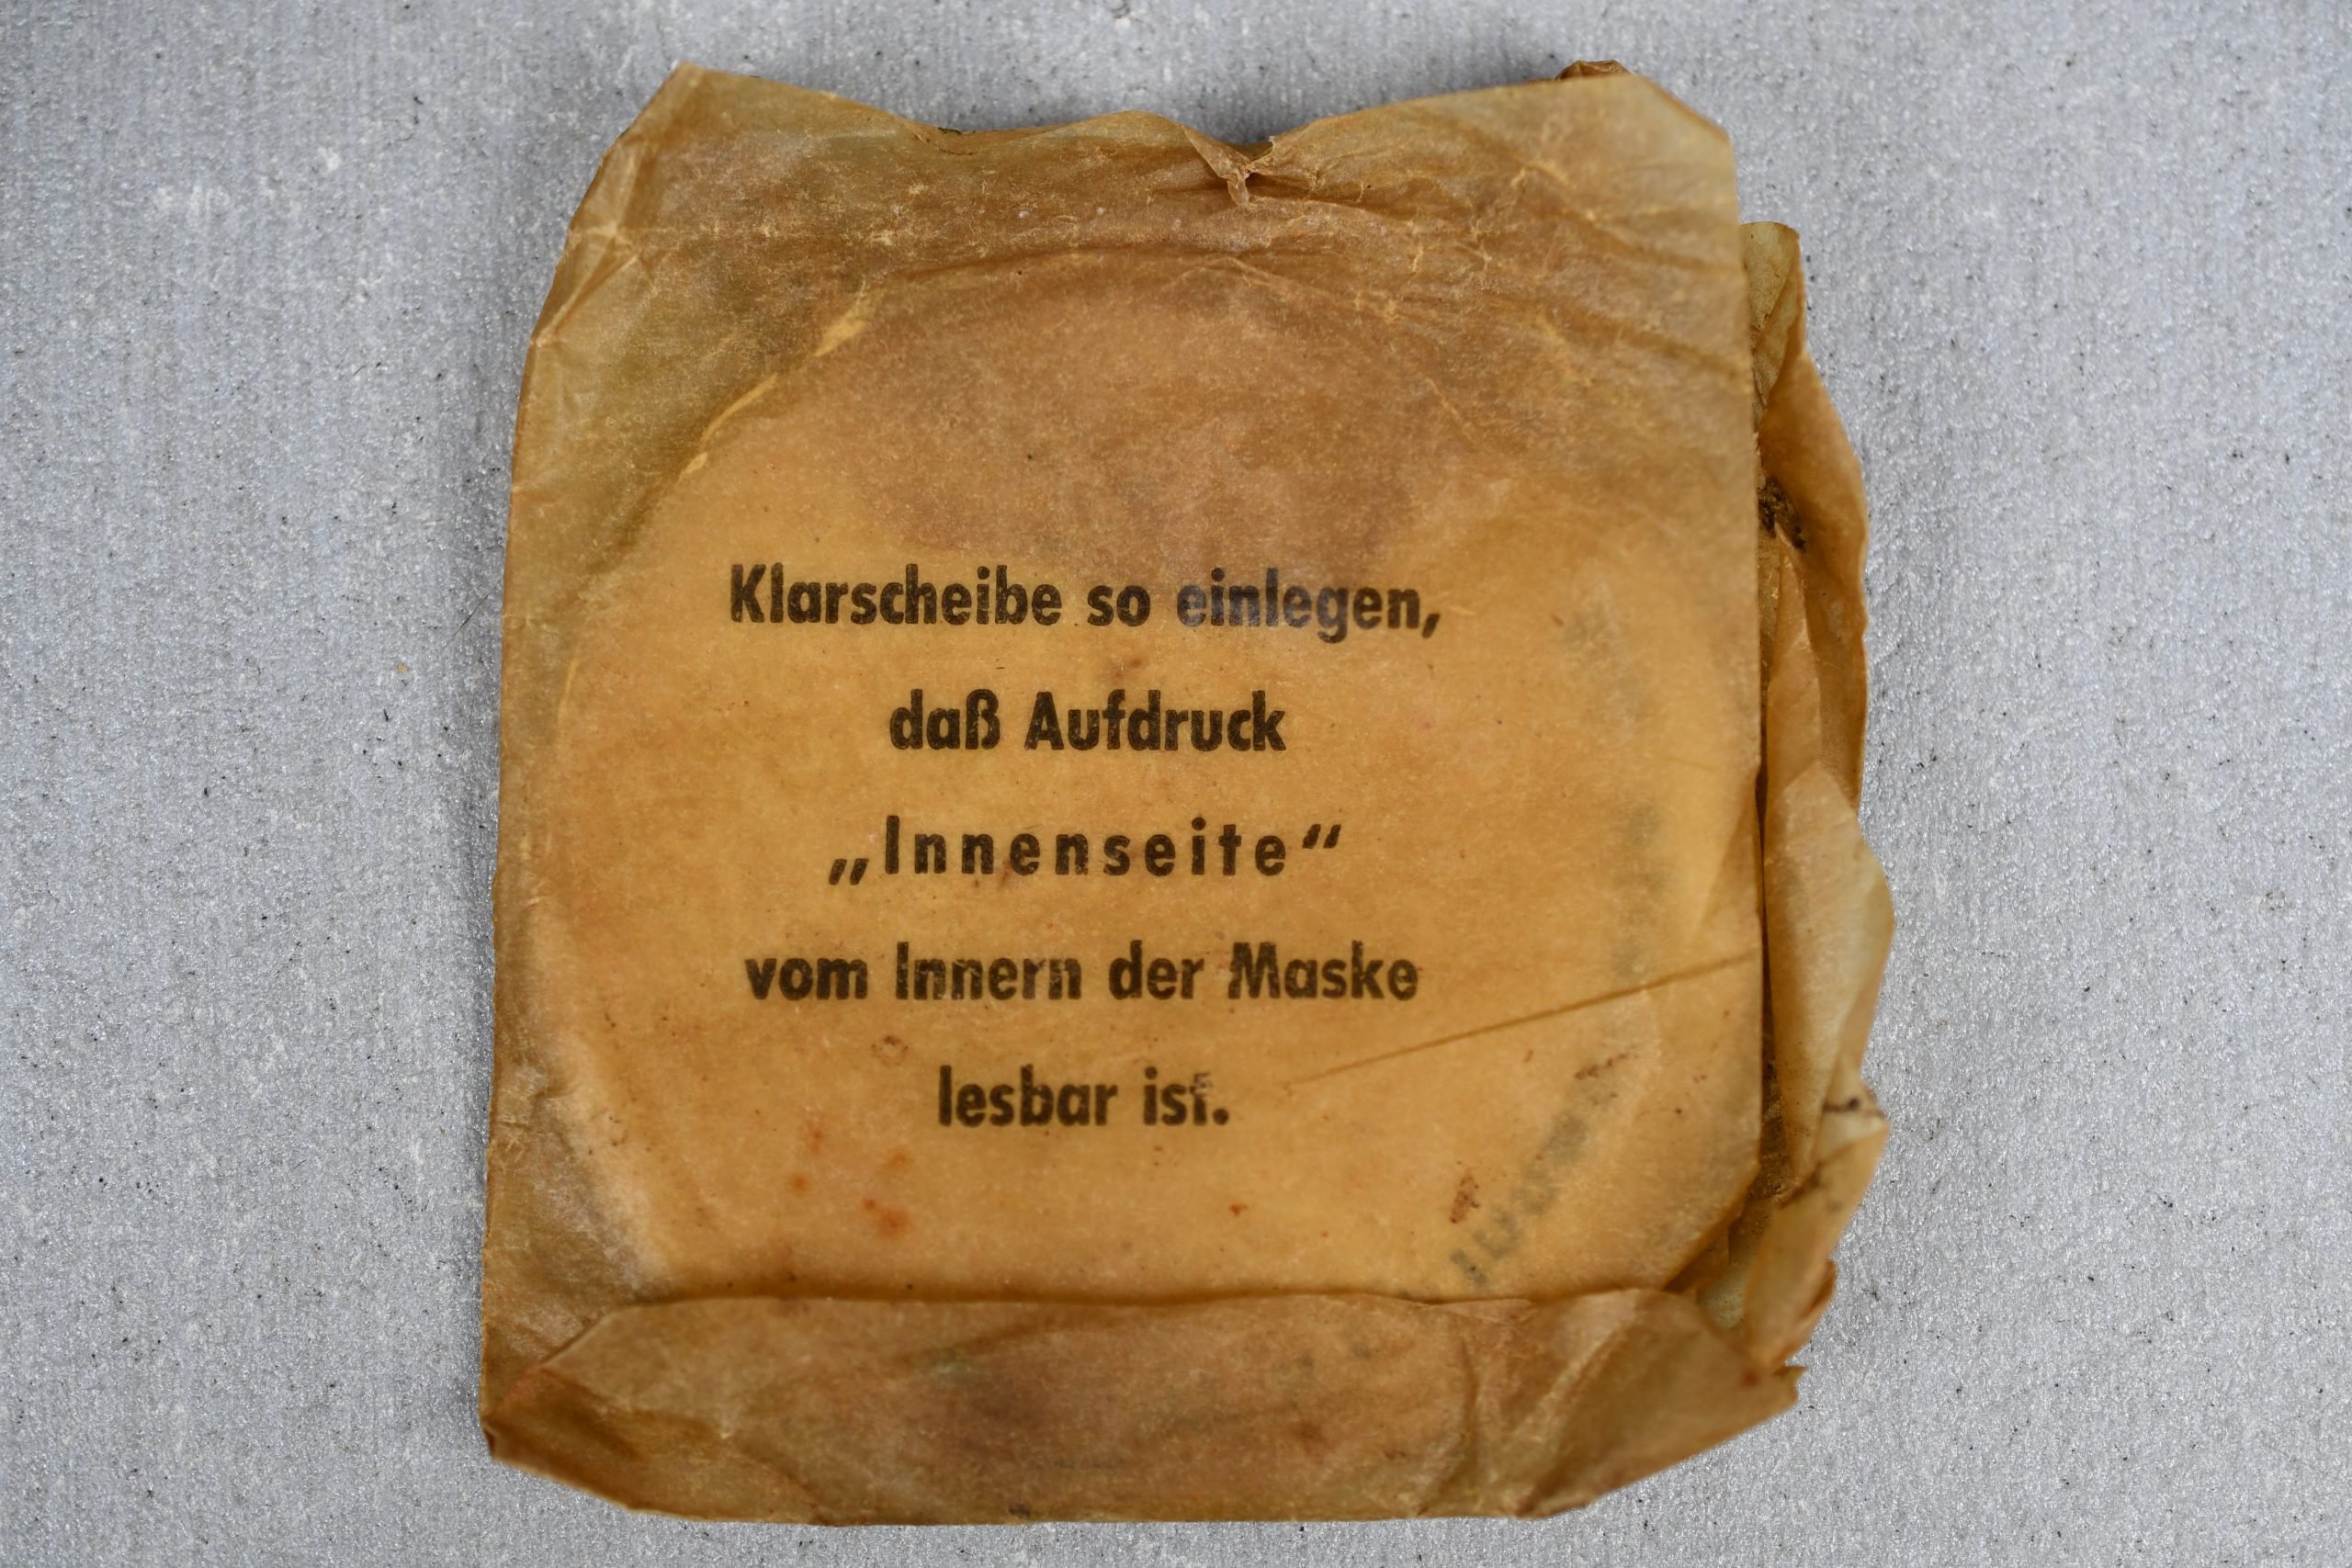 Klarscheibe so einlegen,
daß Aufdruck
„Innenseite“
vom Innern der Maske
lesbar ist.